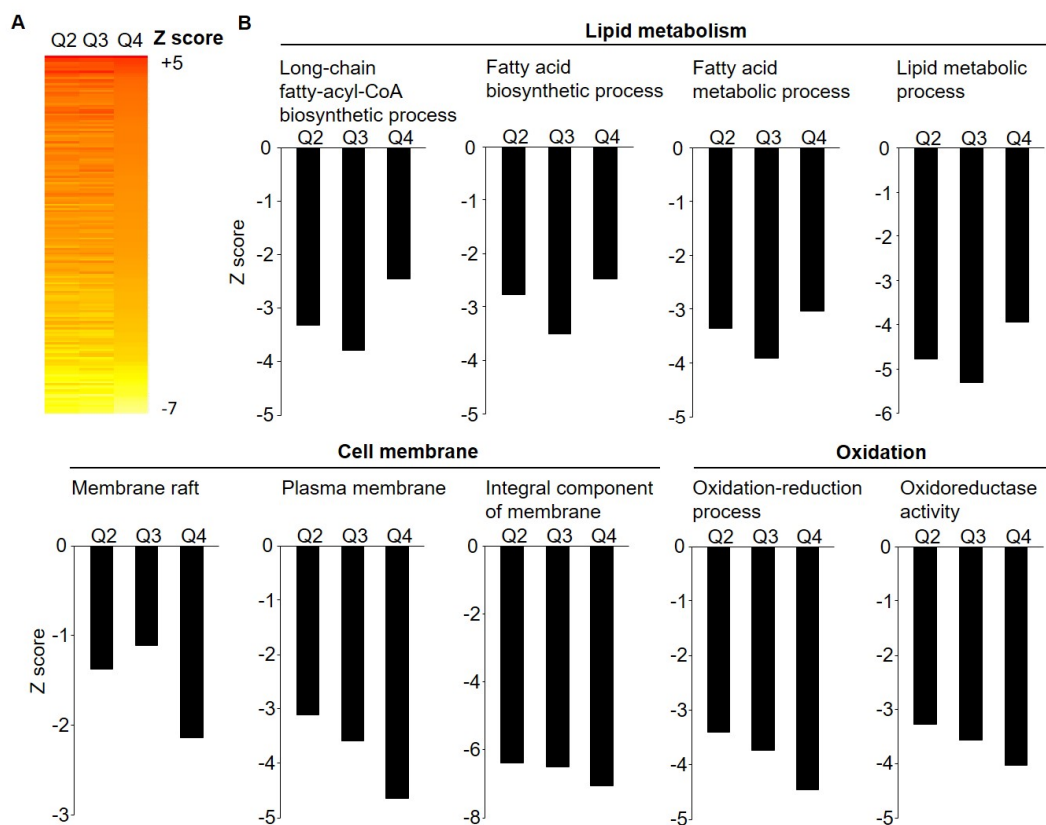 A
Q2 Q3 Q4 Z score
+5
-7
B
Lipid metabolism
Long-chain
fatty-acyl-CoA
biosynthetic process
Q2 Q3 Q4
0
-1
-2
-3
-4
-5
Z score
Fatty acid
biosynthetic process
Q2 Q3 Q4
0
-1
-2
-3
-4
-5
Fatty acid
metabolic process
Q2 Q3 Q4
0
-1
-2
-3
-4
-5
Lipid metabolic
process
Q2 Q3 Q4
0
-1
-2
-3
-4
-5
-6
Cell membrane
Membrane raft
Q2 Q3 Q4
0
-1
-2
-3
Z score
Plasma membrane
Q2 Q3 Q4
0
-1
-2
-3
-4
-5
Integral component
of membrane
Q2 Q3 Q4
0
-2
-4
-6
-8
Oxidation
Oxidation-reduction
process
Q2 Q3 Q4
0
-1
-2
-3
-4
-5
Oxidoreductase
activity
Q2 Q3 Q4
0
-1
-2
-3
-4
-5